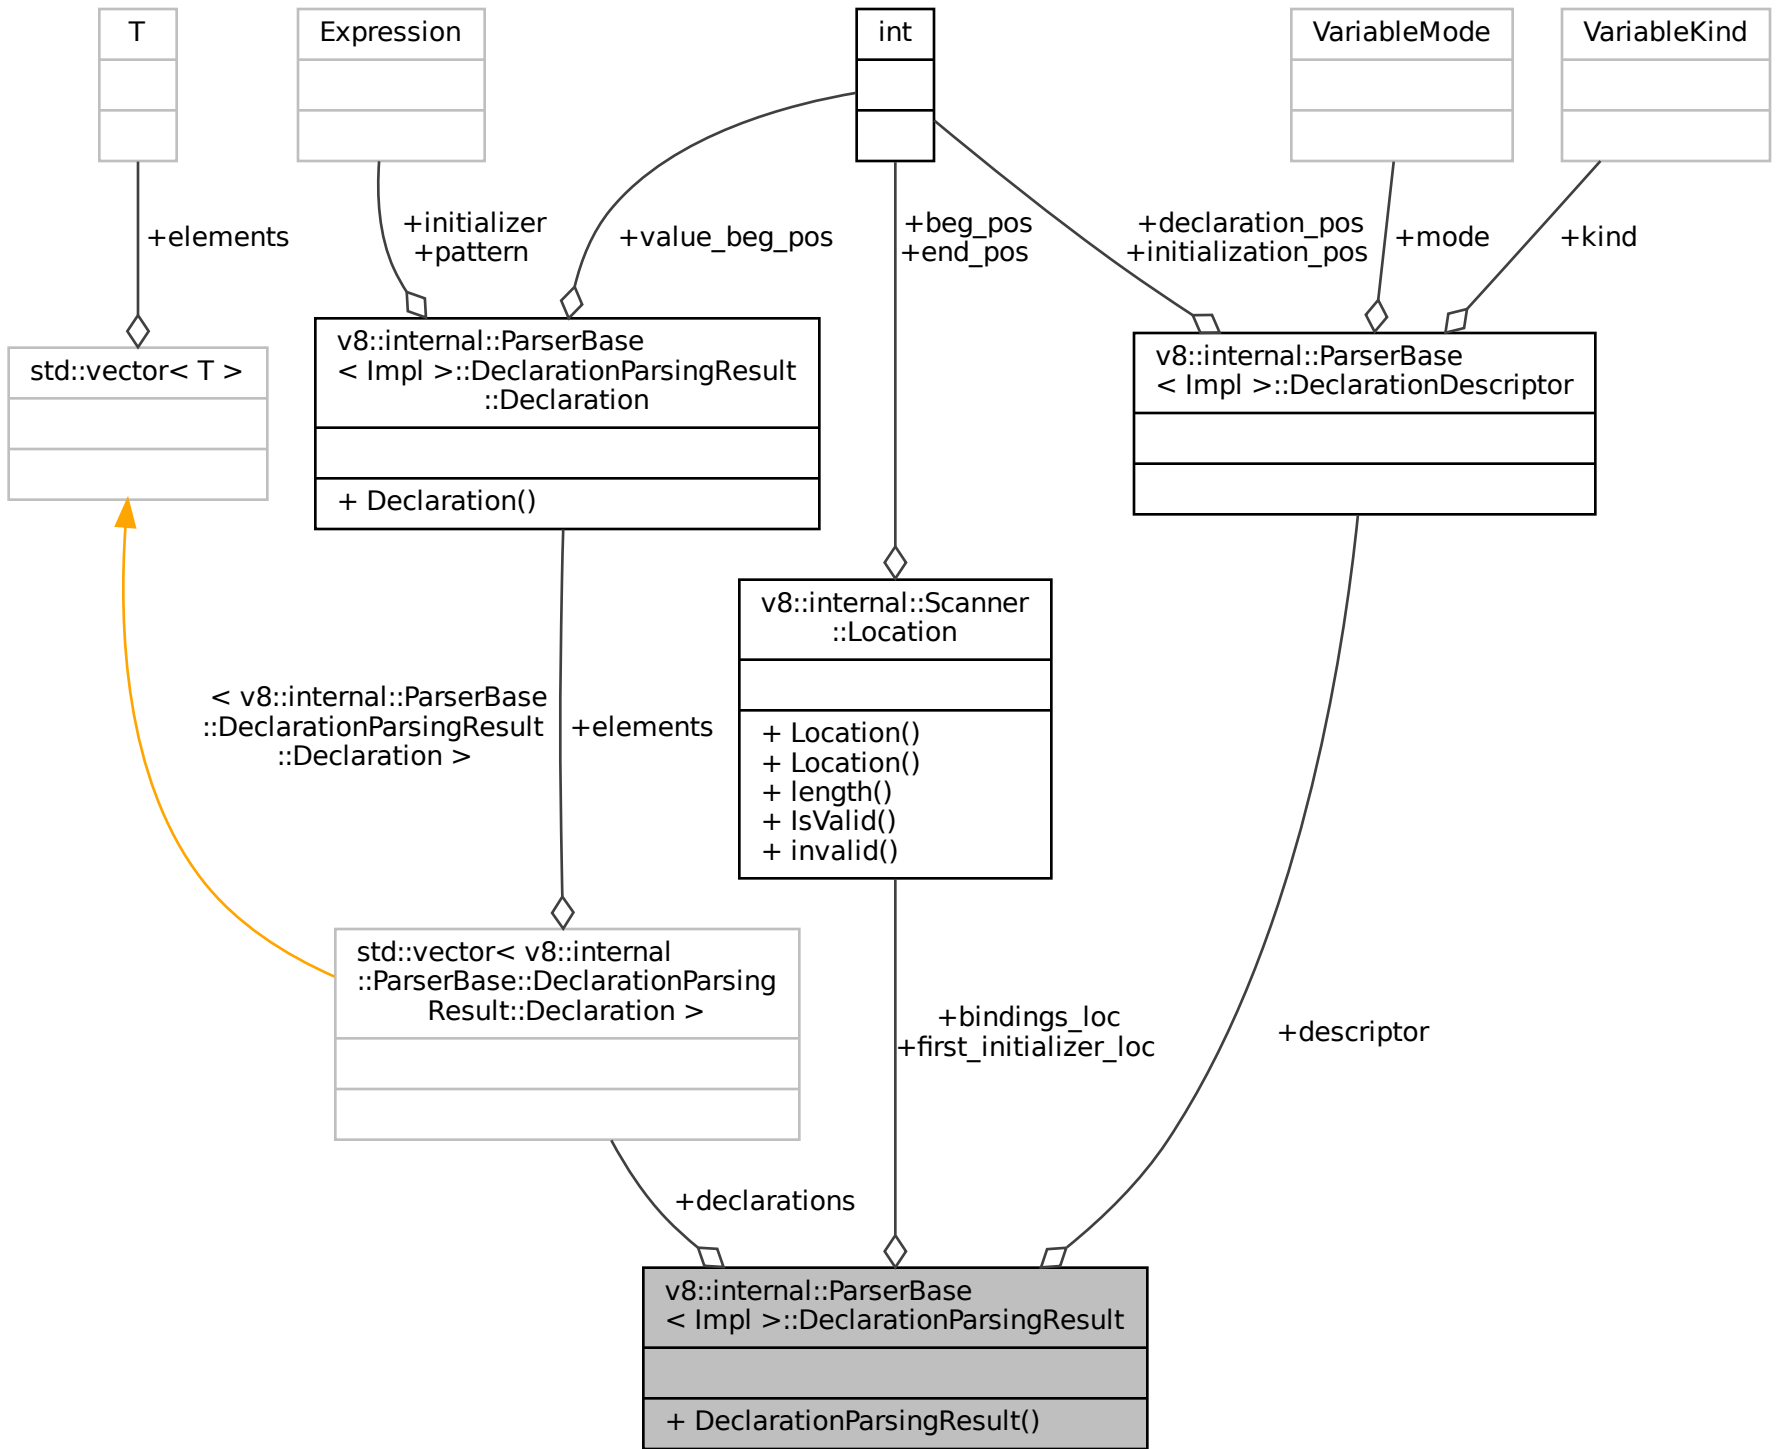 T
Expression
int
VariableMode
VariableKind
+elements
+initializer
+pattern
+value_beg_pos
+beg_pos
+end_pos
+declaration_pos
+initialization_pos
+mode
+kind
std::vector< T >
v8::internal::ParserBase
< Impl >::DeclarationParsingResult
::Declaration
+ Declaration()
v8::internal::ParserBase
< Impl >::DeclarationDescriptor
v8::internal::Scanner
::Location
+ Location()
+ Location()
+ length()
+ IsValid()
+ invalid()
< v8::internal::ParserBase
::DeclarationParsingResult
::Declaration >
+elements
std::vector< v8::internal
::ParserBase::DeclarationParsing
Result::Declaration >
+bindings_loc
+first_initializer_loc
+descriptor
+declarations
v8::internal::ParserBase
< Impl >::DeclarationParsingResult
+ DeclarationParsingResult()